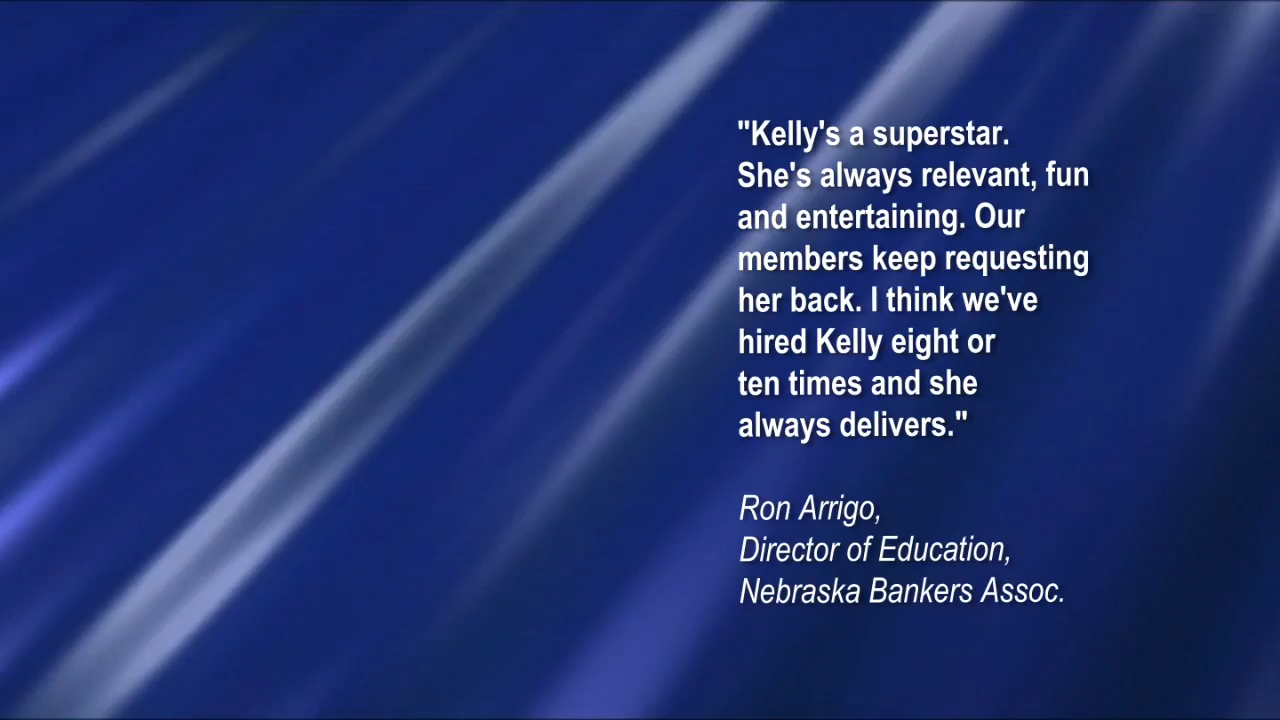 "Kelly's a superstar.
She's always relevant, fun
and entertaining. Our
members keep requesting
her back. I think we've
hired Kelly eight or
ten times and she
always delivers."
Ron Arrigo,
Director of Education,
Nebraska Bankers Assoc.